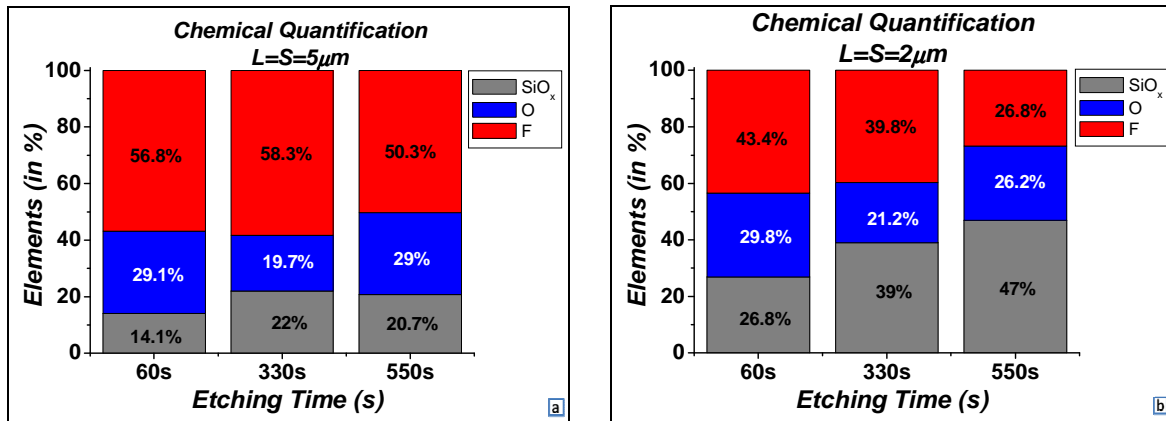 Chemical Quantification
L=S=5μm
100
80
60
40
20
0
Elements (in %)
56.8%
58.3%
50.3%
29.1%
19.7%
29%
14.1%
22%
20.7%
60s
330s
550s
Etching Time (s)
SiOₓ
O
F
a
Chemical Quantification
L=S=2μm
100
80
60
40
20
0
Elements (in %)
43.4%
39.8%
26.8%
29.8%
21.2%
26.2%
26.8%
39%
47%
60s
330s
550s
Etching Time (s)
SiOₓ
O
F
b